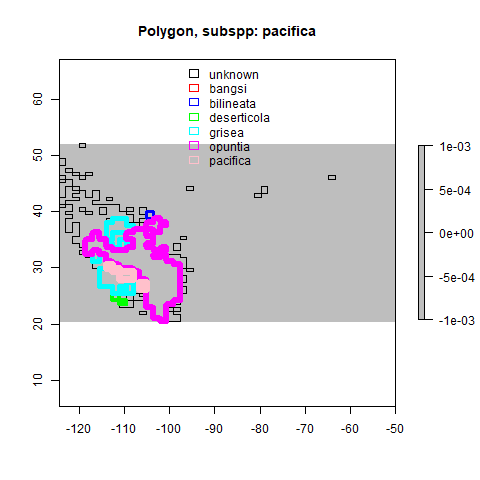 Polygon, subspp: pacifica
unknown
bangsi
bilineata
deserticola
grisea
opuntia
pacifica
60
50
40
30
20
10
-120
-110
-100
-90
-80
-70
-60
-50
1e-03
5e-04
0e+00
-5e-04
-1e-03